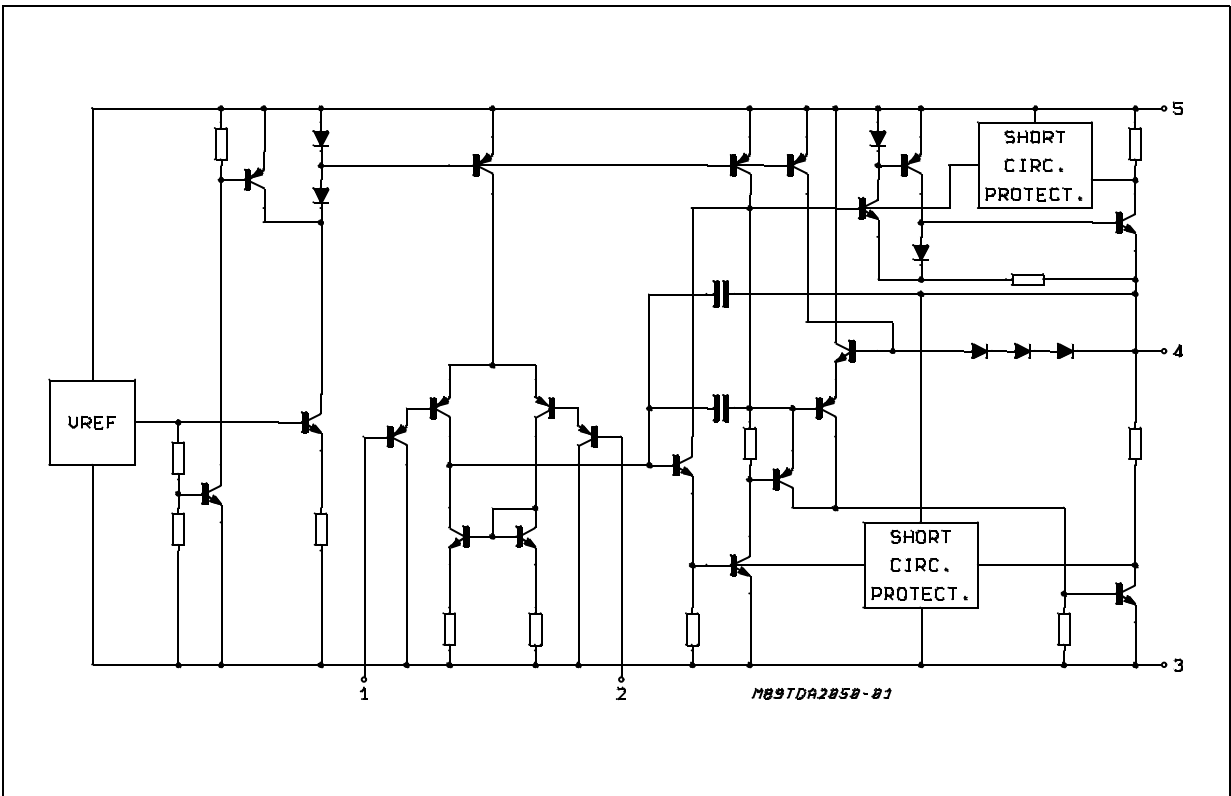 5
SHORT
CIRC.
PROTECT.
4
VREF
SHORT
CIRC.
PROTECT.
3
1
2
M89TDA2050-01